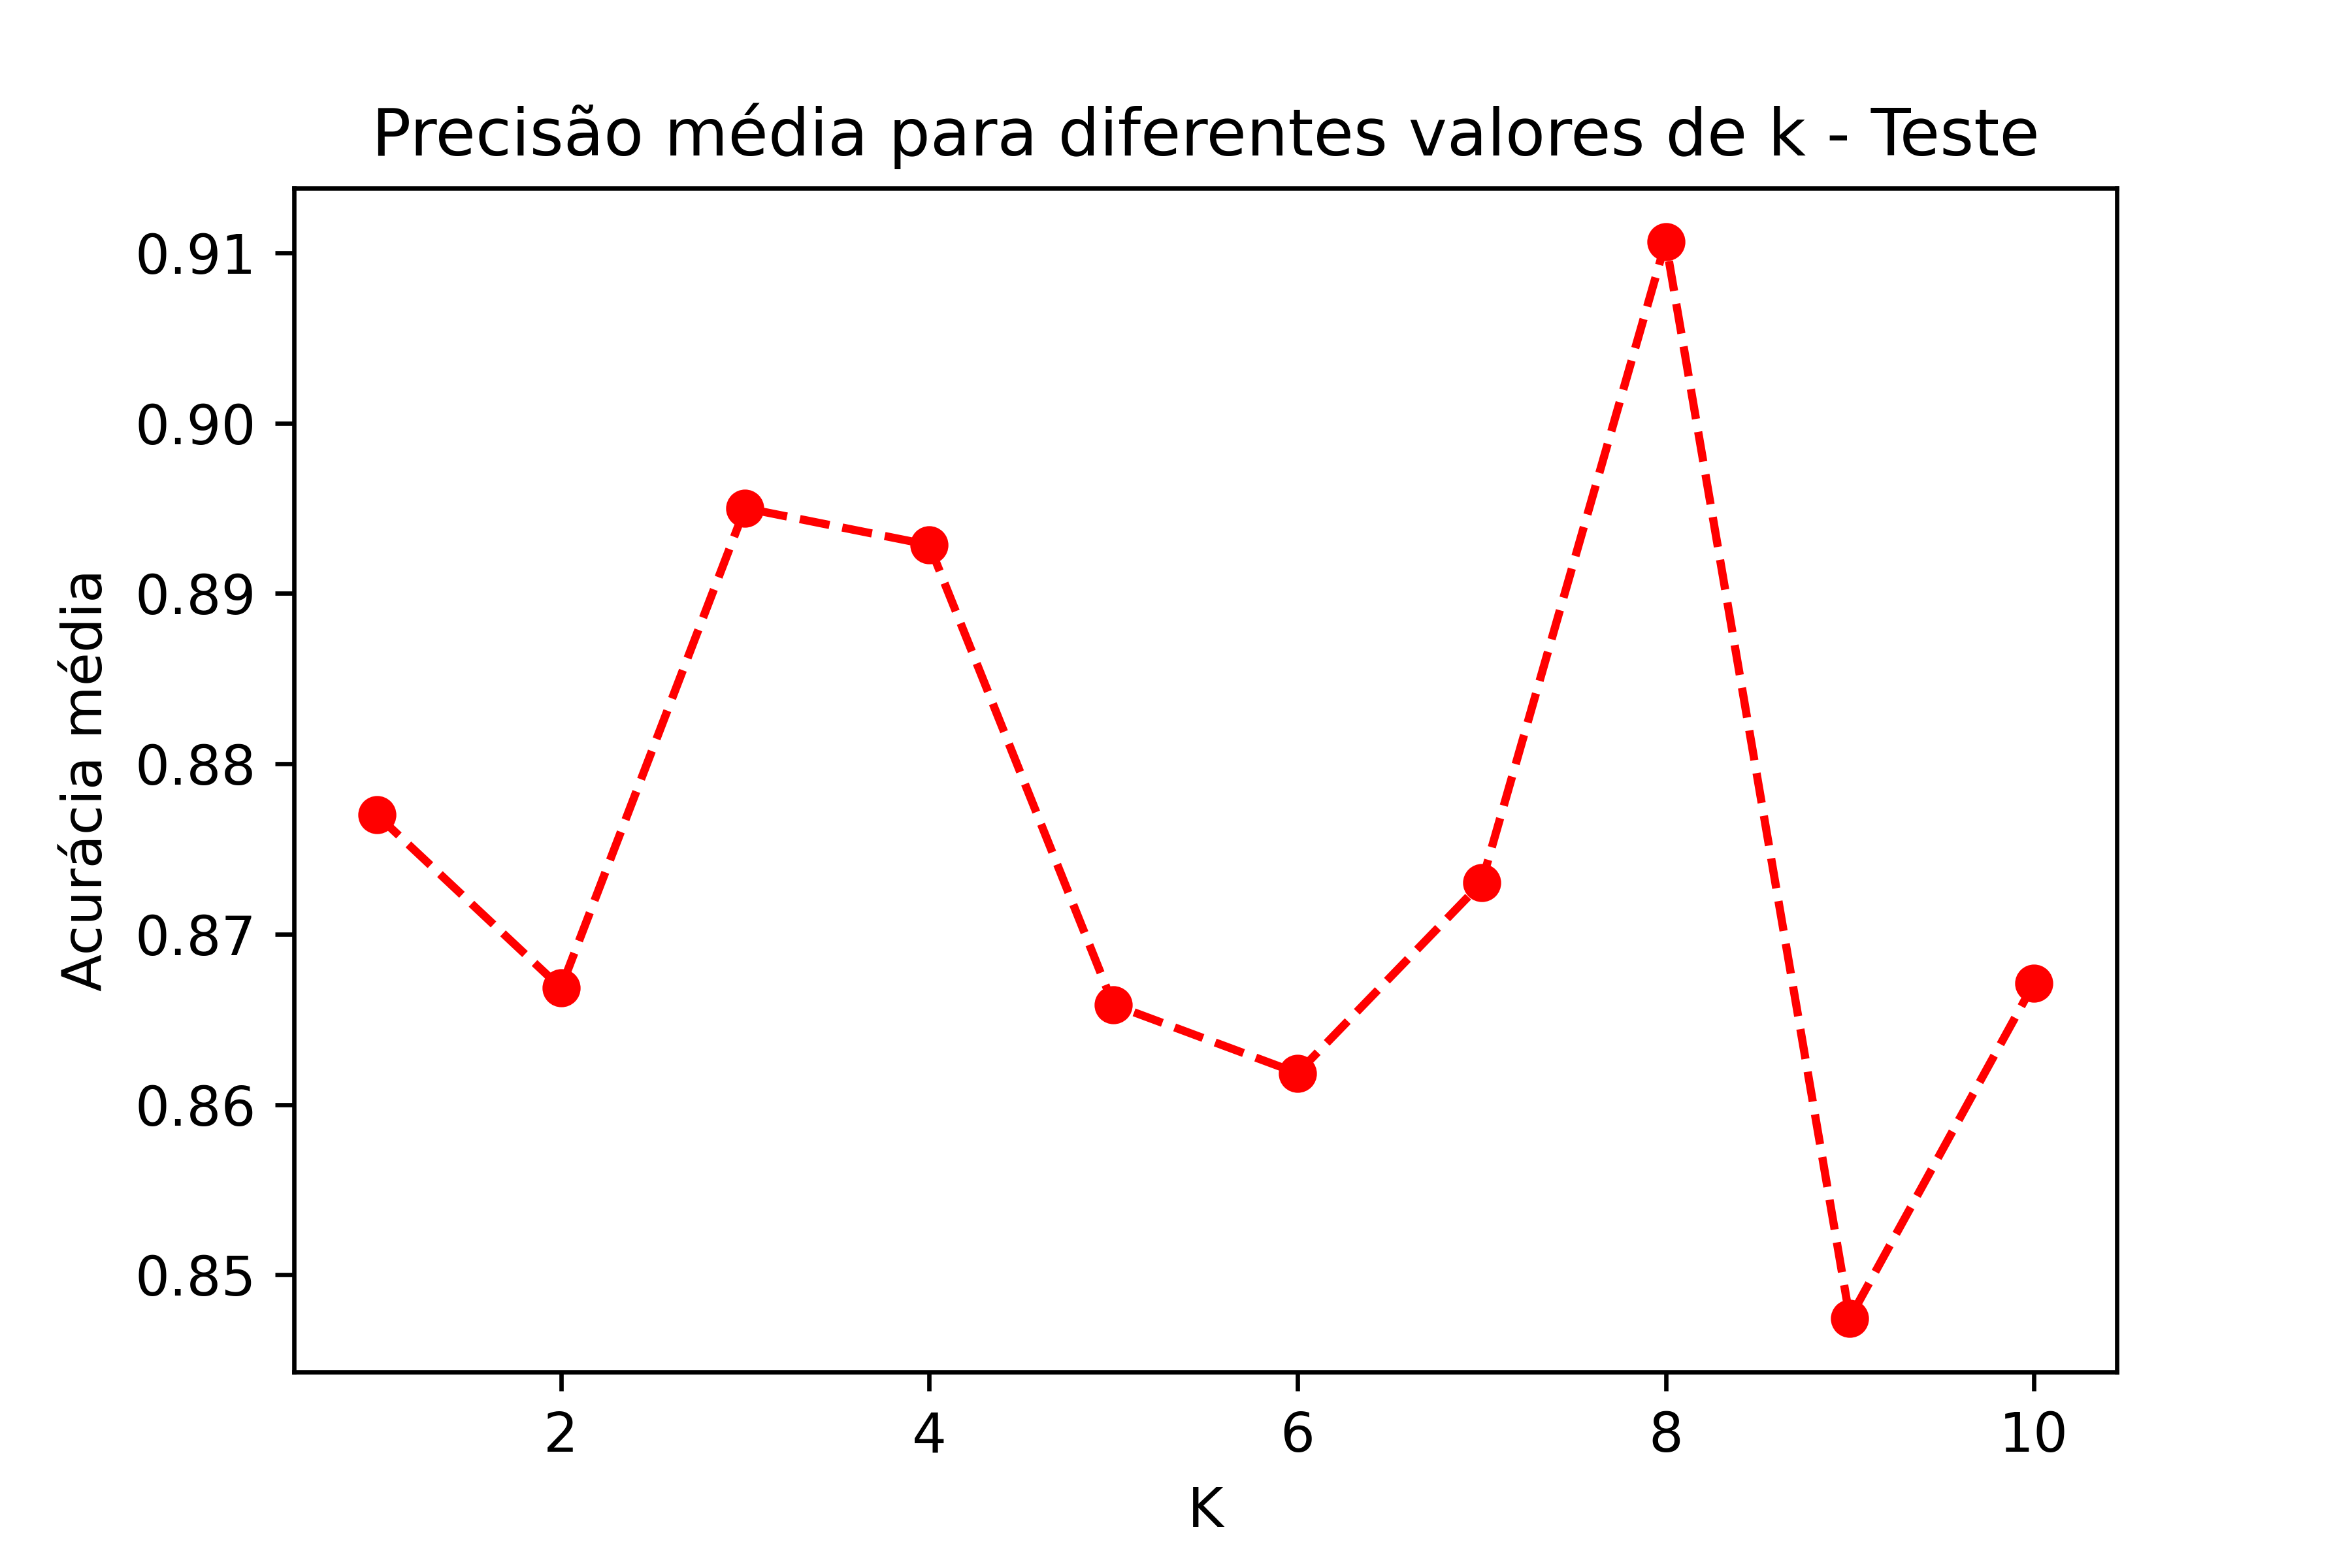 Precisão média para diferentes valores de k - Teste
0.91
0.90
0.89
0.88
0.87
0.86
0.85
Acurácia média
2 4 6 8 10
K